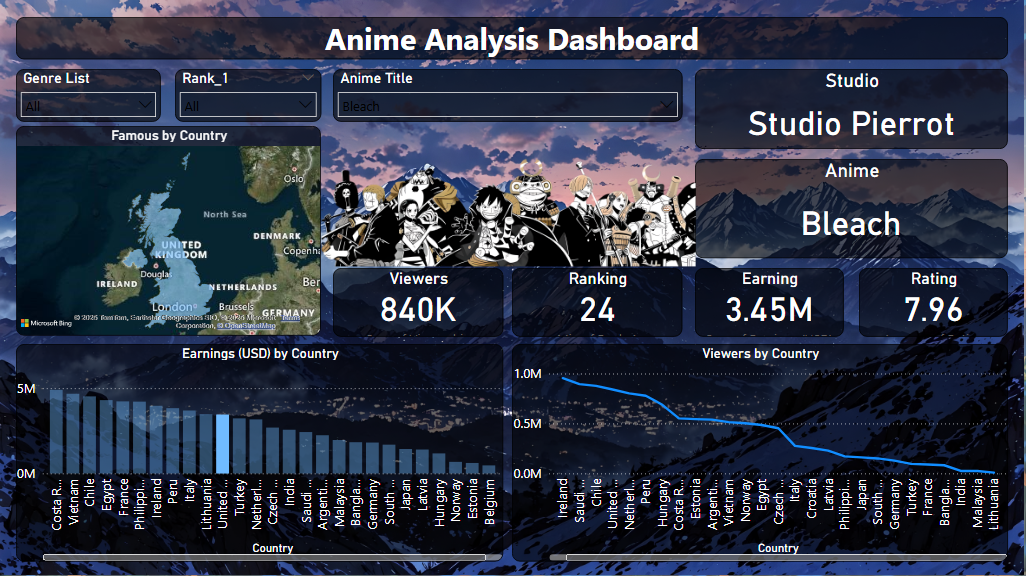 Anime Analysis Dashboard
Genre List
All
Rank_1
All
Anime Title
Bleach
Studio
Studio Pierrot
Famous by Country
Oslo
North Sea
DENMARK
Copenha
UNITED
KINGDOM
Douglas
IRELAND
NETHERLANDS
Ber
London
Brussels
GERMANY
Microsoft Bing
© OpenStreetMap
Anime
Bleach
Viewers
840K
Ranking
24
Earning
3.45M
Rating
7.96
Earnings (USD) by Country
5M
0M
Costa R...
Vietnam
Chile
Egypt
France
Philippi...
Ireland
Peru
Italy
Lithuania
United ...
Turkey
Netherl...
Czech ...
India
Saudi ...
Argenti...
Malaysia
Bangla...
Germany
South ...
Japan
Latvia
Hungary
Norway
Estonia
Belgium
Country
Viewers by Country
1.0M
0.5M
0.0M
Ireland
Saudi ...
Chile
United ...
Netherl...
Peru
Hungary
Costa R...
Estonia
Argenti...
Vietnam
Norway
Egypt
Czech ...
Italy
Croatia
Latvia
Philippi...
Japan
South ...
Germany
Turkey
France
Bangla...
India
Malaysia
Lithuania
Country